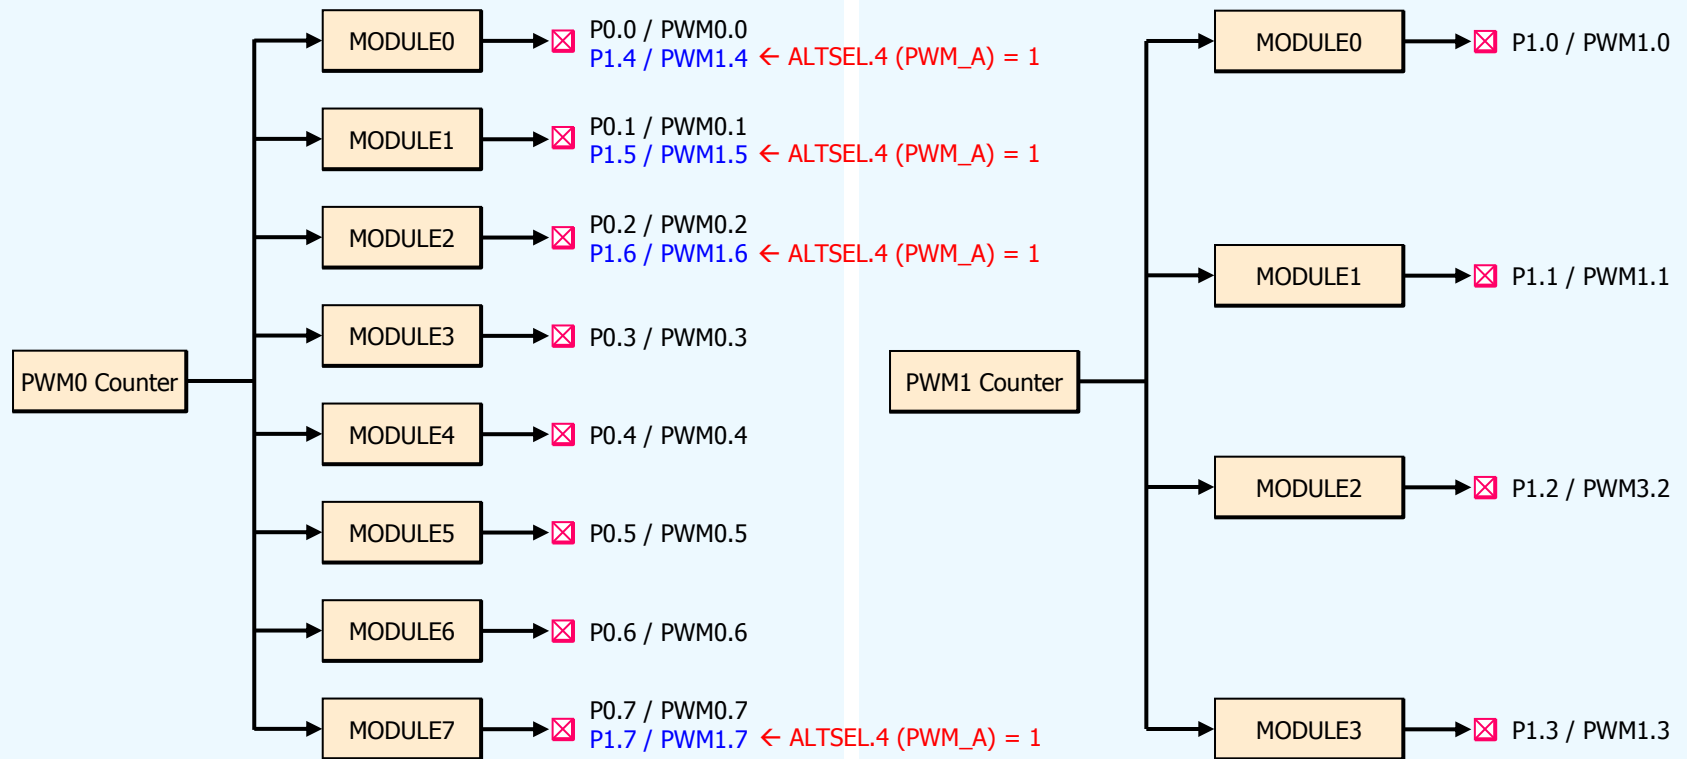 MODULE0
P0.0 / PWM0.0
P1.4 / PWM1.4 ← ALTSEL.4 (PWM_A) = 1
MODULE1
P0.1 / PWM0.1
P1.5 / PWM1.5 ← ALTSEL.4 (PWM_A) = 1
MODULE2
P0.2 / PWM0.2
P1.6 / PWM1.6 ← ALTSEL.4 (PWM_A) = 1
MODULE3
P0.3 / PWM0.3
PWM0 Counter
MODULE4
P0.4 / PWM0.4
MODULE5
P0.5 / PWM0.5
MODULE6
P0.6 / PWM0.6
MODULE7
P0.7 / PWM0.7
P1.7 / PWM1.7 ← ALTSEL.4 (PWM_A) = 1
MODULE0
P1.0 / PWM1.0
MODULE1
P1.1 / PWM1.1
PWM1 Counter
MODULE2
P1.2 / PWM3.2
MODULE3
P1.3 / PWM1.3